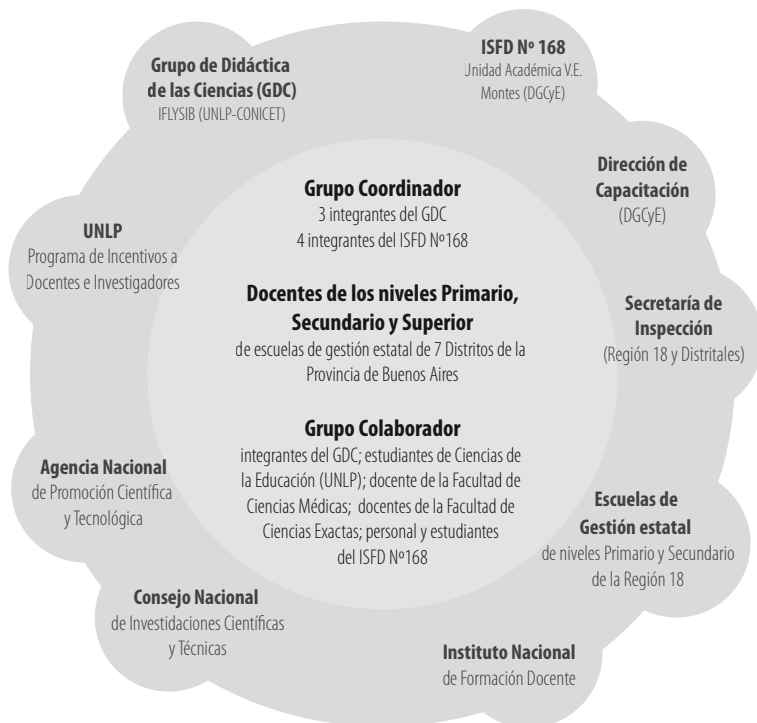 Grupo de Didáctica
de las Ciencias (GDC)
IFLYSIB (UNLP-CONICET)
ISFD Nº 168
Unidad Académica V.E.
Montes (DGCyE)
Dirección de
Capacitación
(DGCyE)
UNLP
Programa de Incentivos a
Docentes e Investigadores
Secretaría de
Inspección
(Región 18 y Distritales)
Grupo Coordinador
3 integrantes del GDC
4 integrantes del ISFD Nº168
Docentes de los niveles Primario,
Secundario y Superior
de escuelas de gestión estatal de 7 Distritos de la
Provincia de Buenos Aires
Grupo Colaborador
integrantes del GDC; estudiantes de Ciencias de
la Educación (UNLP); docente de la Facultad de
Ciencias Médicas; docentes de la Facultad de
Ciencias Exactas; personal y estudiantes
del ISFD Nº168
Agencia Nacional
de Promoción Científica
y Tecnológica
Escuelas de
Gestión estatal
de niveles Primario y Secundario
de la Región 18
Consejo Nacional
de Investigaciones Científicas
y Técnicas
Instituto Nacional
de Formación Docente